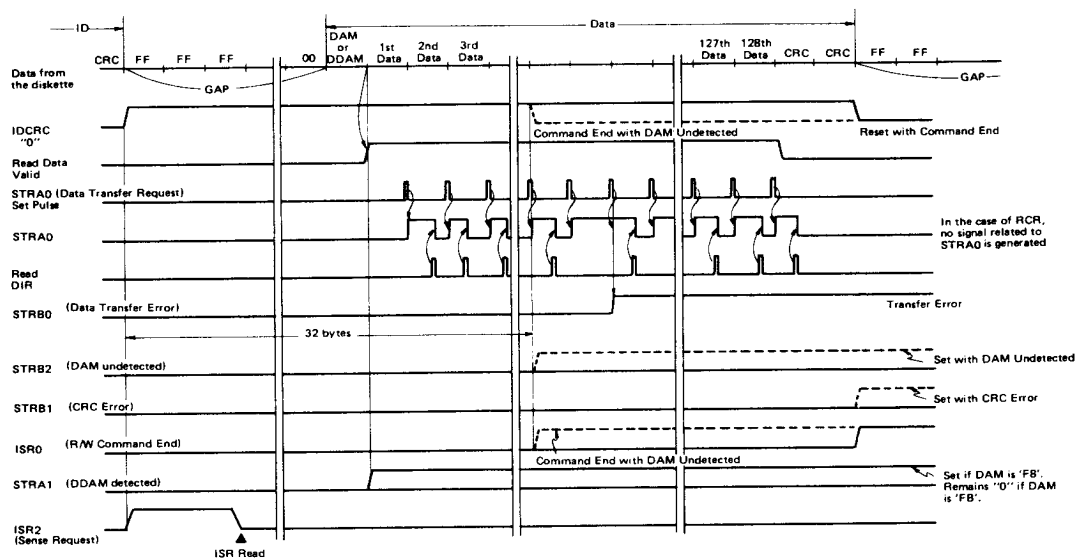 ID
Data
DAM or DDAM
1st Data
2nd Data
3rd Data
127th Data
128th Data
CRC FF FF FF 00 CRC CRC FF FF
Data from the diskette
GAP
GAP
IDCRC "0"
Command End with DAM Undetected
Reset with Command End
Read Data Valid
STRA0 (Data Transfer Request) Set Pulse
STRA0
In the case of RCR,
no signal related to
STRA0 is generated
Read DIR
STRB0 (Data Transfer Error)
Transfer Error
32 bytes
STRB2 (DAM undetected)
Set with DAM Undetected
STRB1 (CRC Error)
Set with CRC Error
ISR0 (R/W Command End)
Command End with DAM Undetected
STRA1 (DDAM detected)
Set if DAM is 'F8'.
Remains "0" if DAM
is 'FB'.
ISR2
(Sense Request)
ISR Read